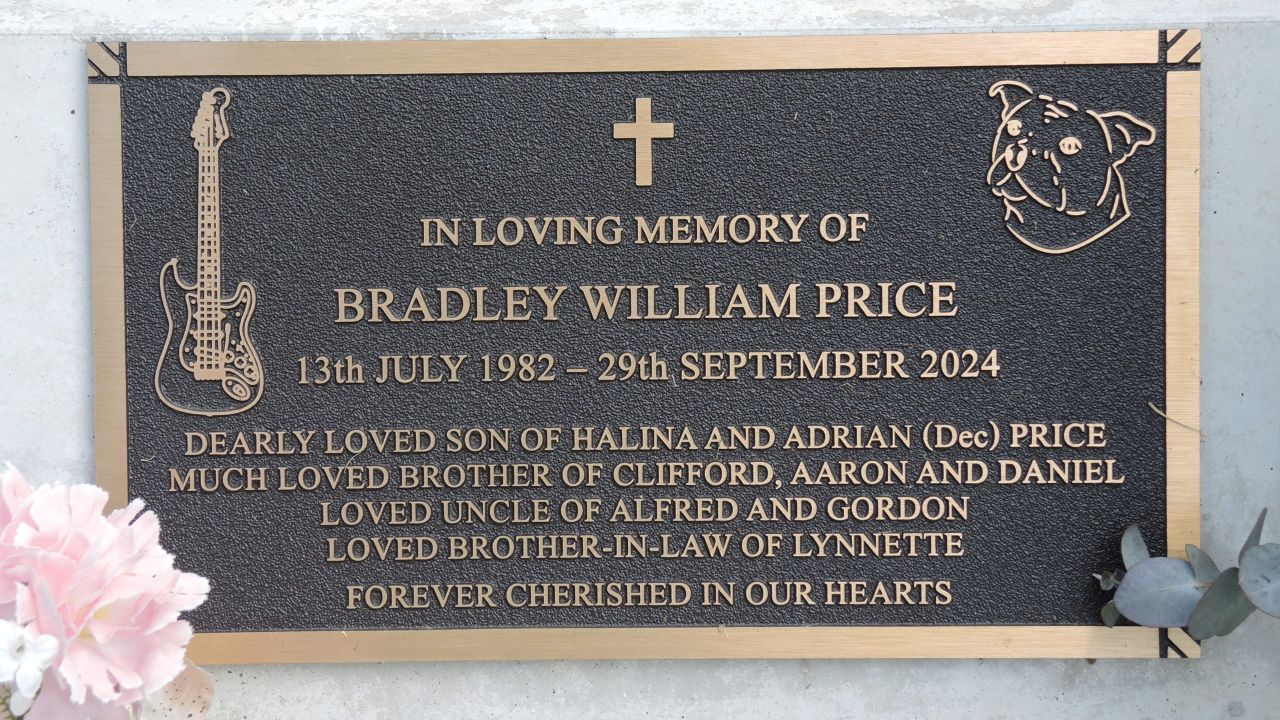 IN LOVING MEMORY OF
BRADLEY WILLIAM PRICE
13th JULY 1982 – 29th SEPTEMBER 2024
DEARLY LOVED SON OF HALINA AND ADRIAN (Dec) PRICE
MUCH LOVED BROTHER OF CLIFFORD, AARON AND DANIEL
LOVED UNCLE OF ALFRED AND GORDON
LOVED BROTHER-IN-LAW OF LYNNETTE
FOREVER CHERISHED IN OUR HEARTS